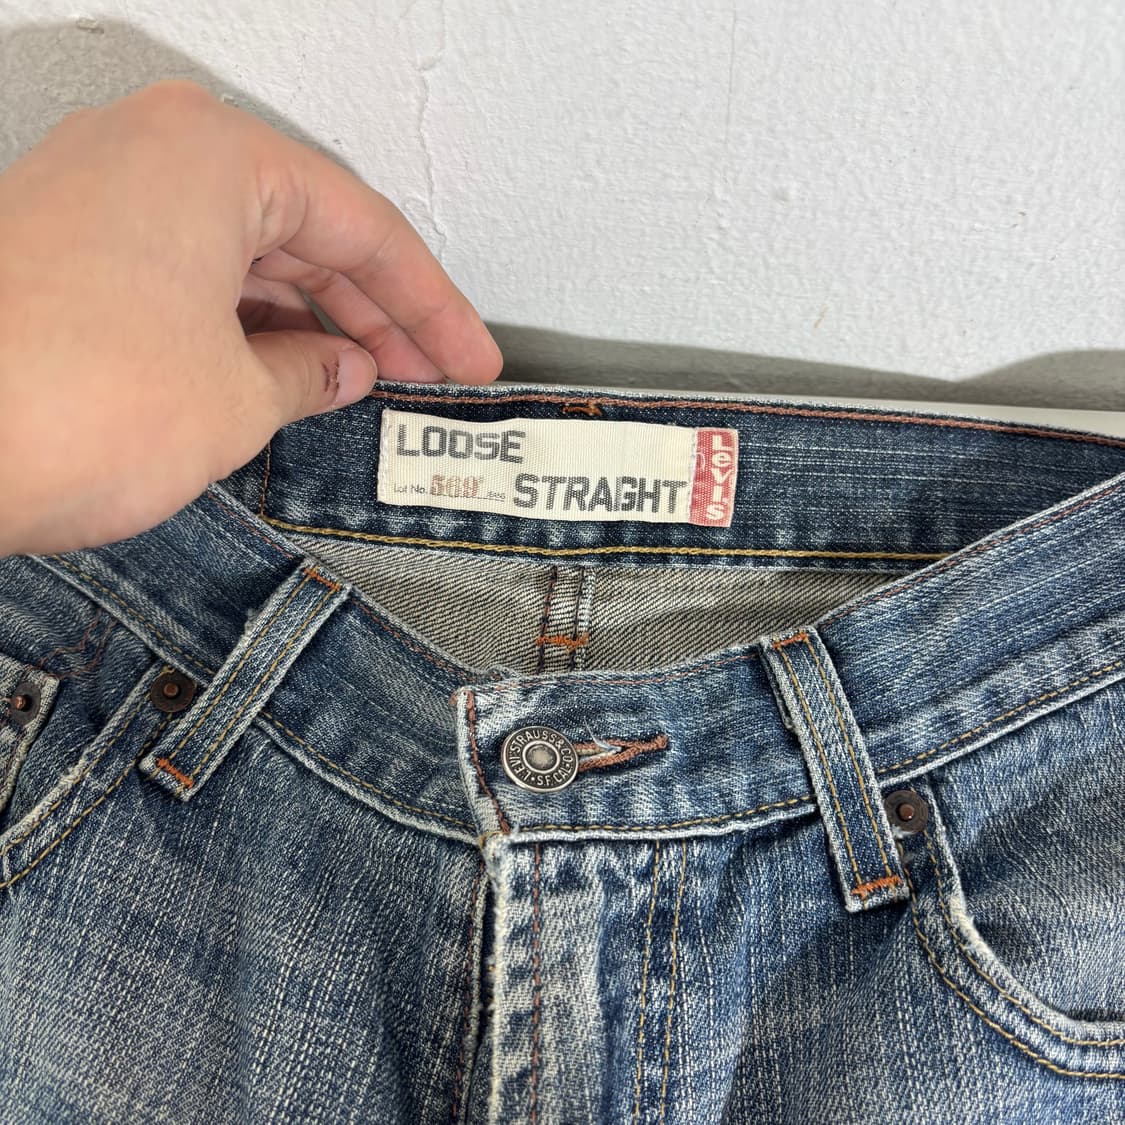 LOOSE
Lot No. 569 STRAGHT
Levi's
LEVI STRAUSS & CO. S.F. CAL.